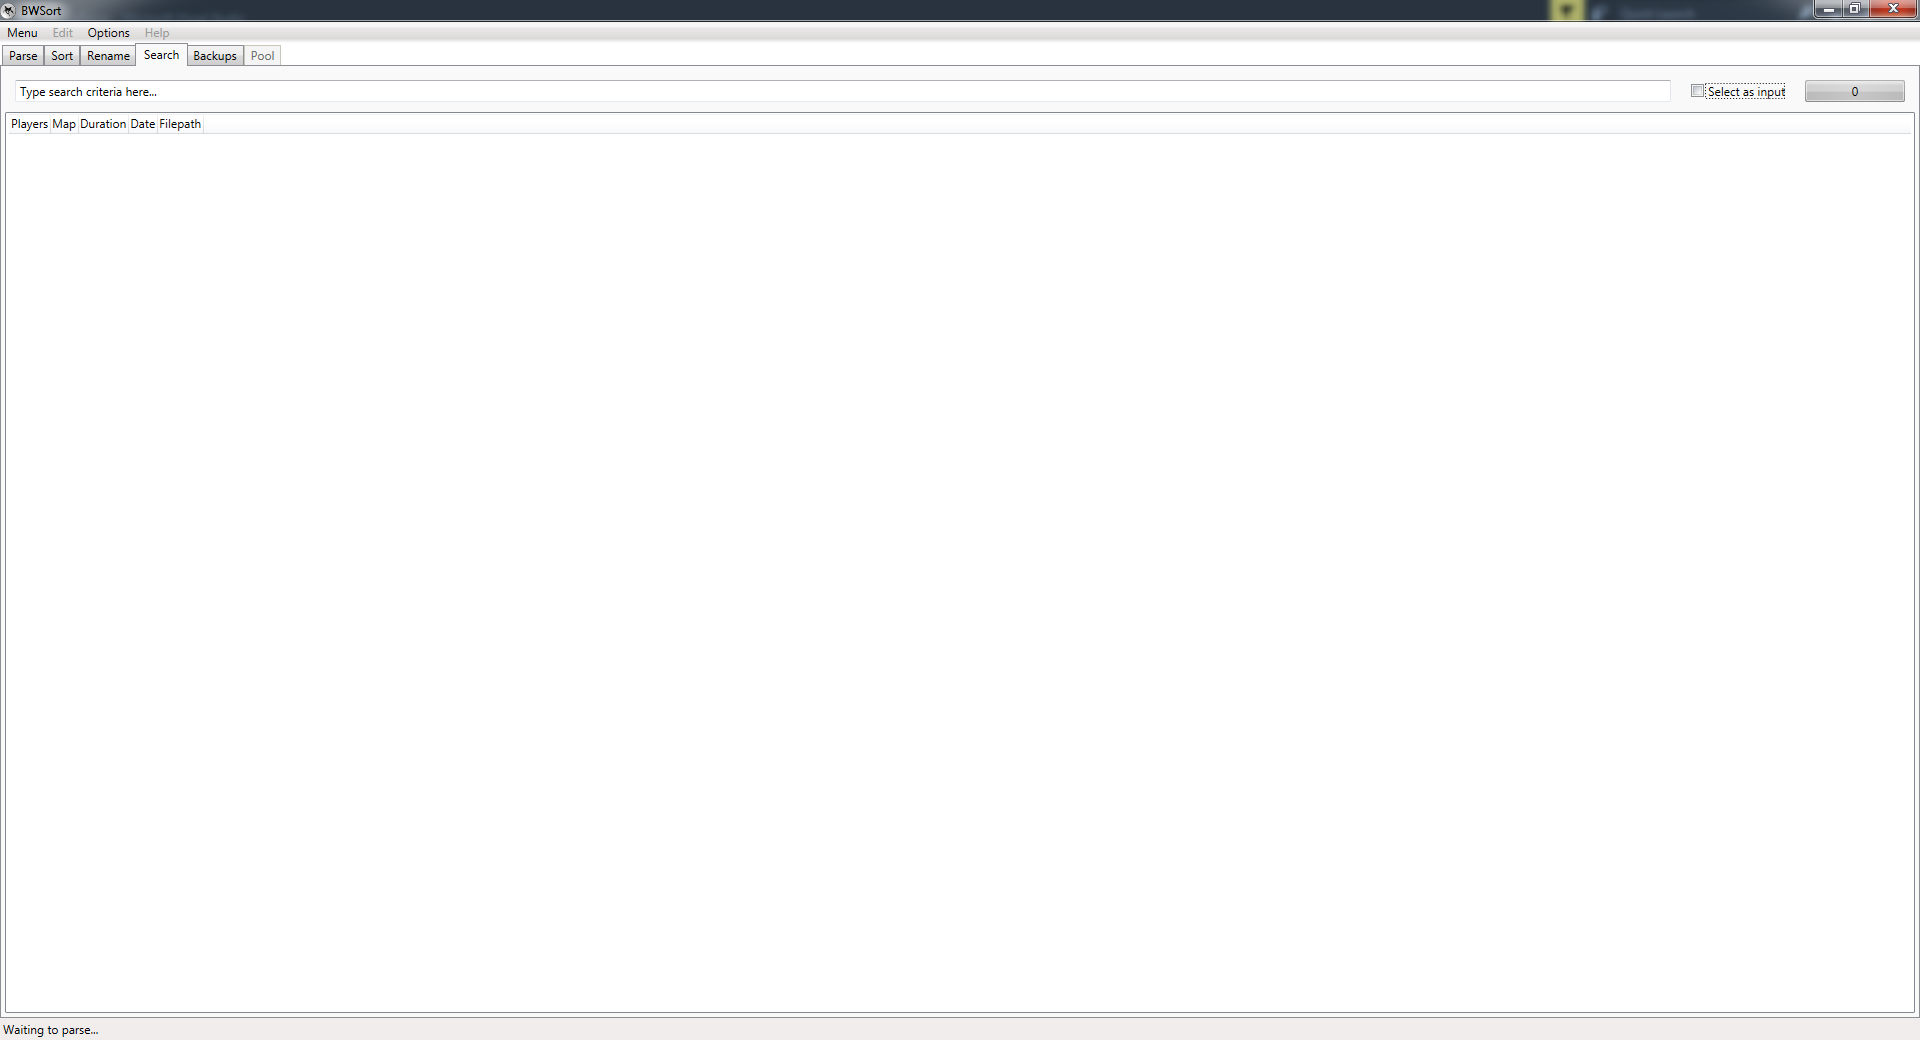 BWSort
Menu Edit Options Help
Parse Sort Rename Search Backups Pool
Type search criteria here... Select as input 0
Players Map Duration Date Filepath
Waiting to parse...